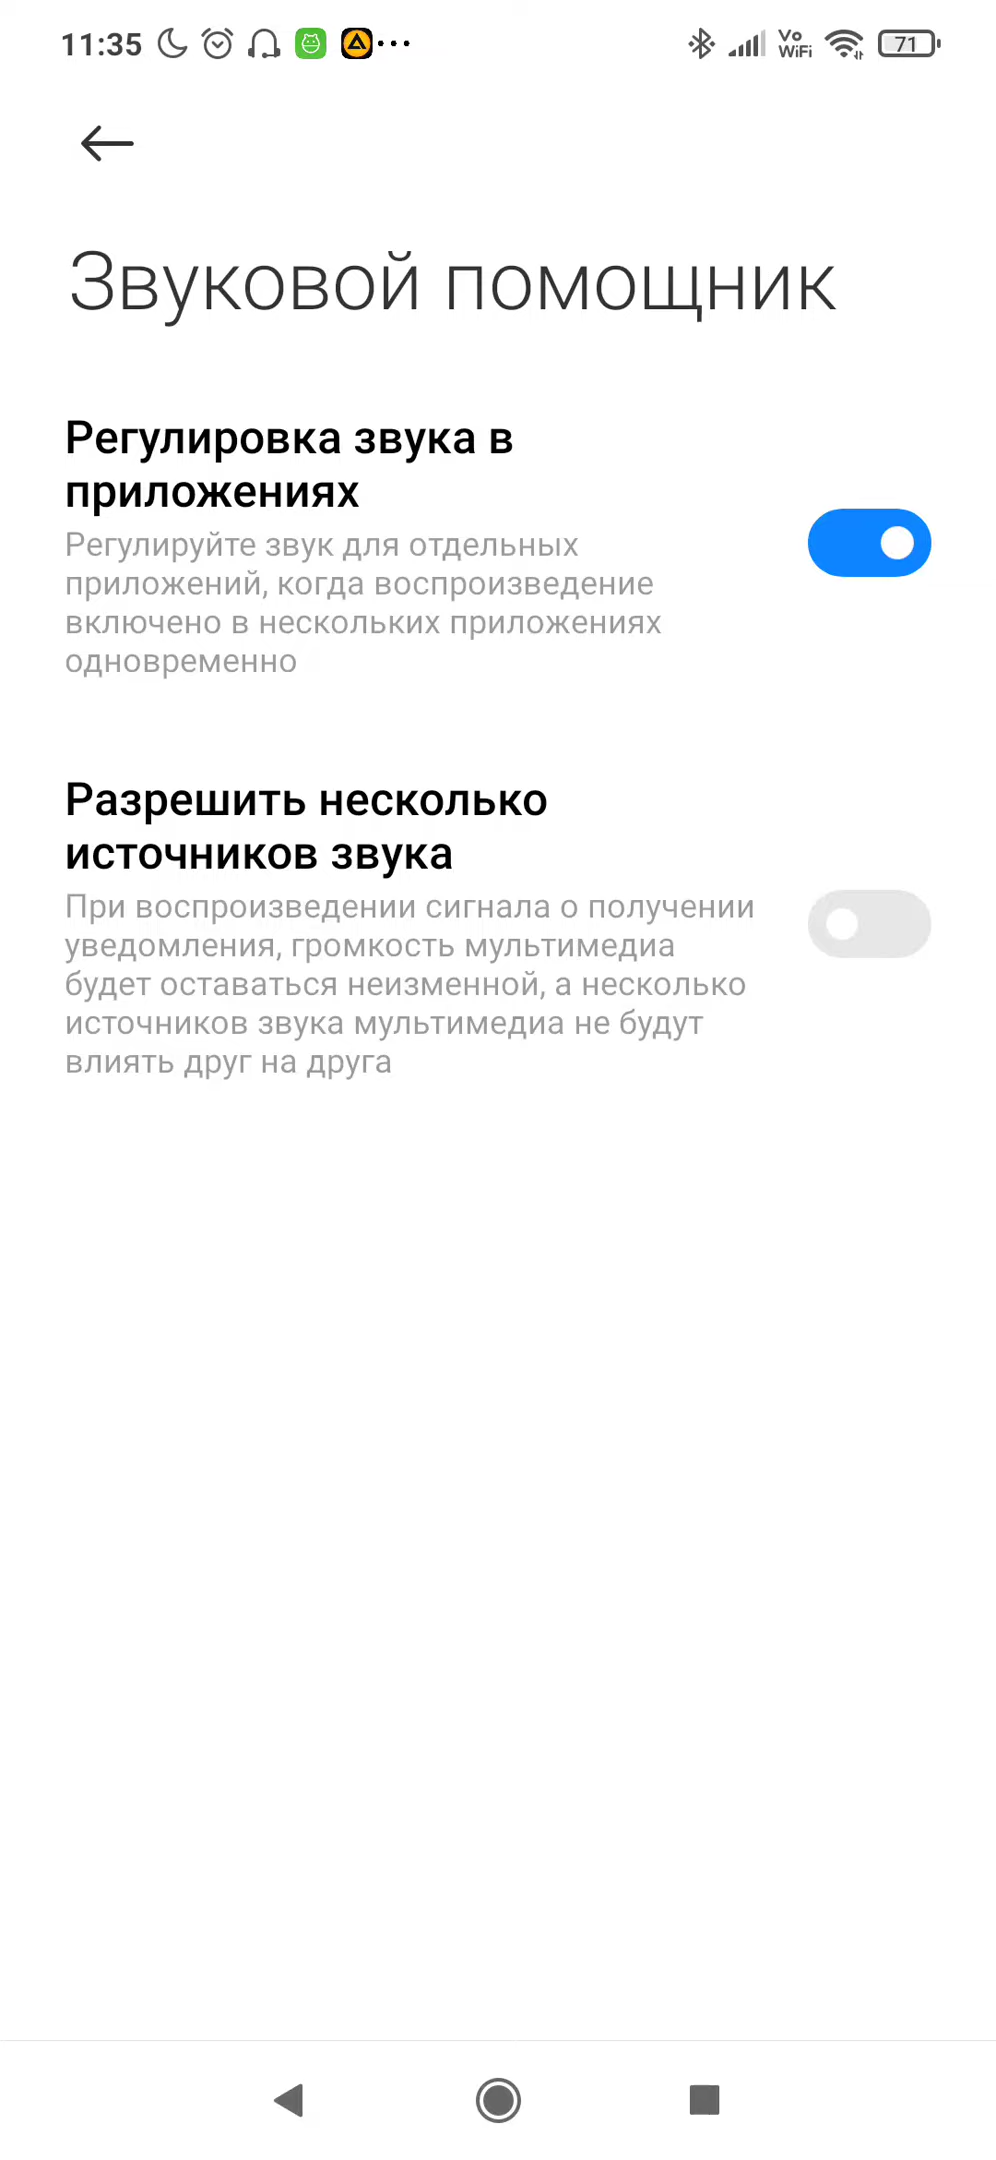 11:35
Vo
WiFi
71
Звуковой помощник
Регулировка звука в
приложениях
Регулируйте звук для отдельных
приложений, когда воспроизведение
включено в нескольких приложениях
одновременно
Разрешить несколько
источников звука
При воспроизведении сигнала о получении
уведомления, громкость мультимедиа
будет оставаться неизменной, а несколько
источников звука мультимедиа не будут
влиять друг на друга